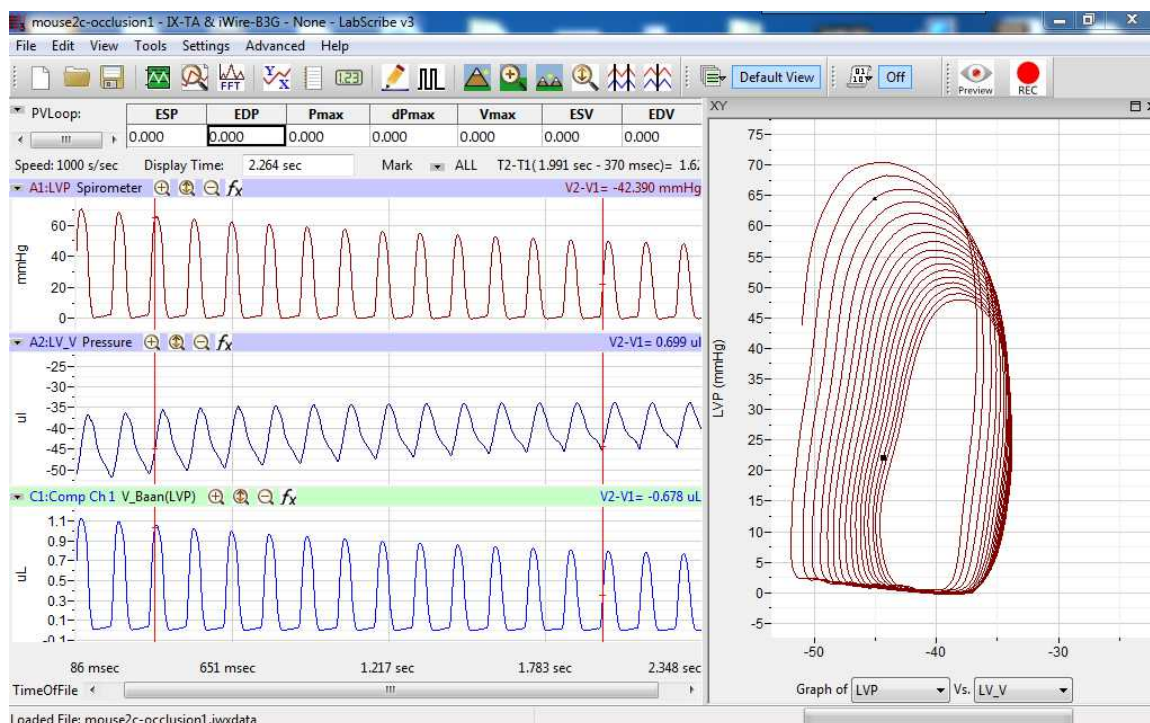 mouse2c-occlusion1 - IX-TA & iWire-B3G - None - LabScribe v3
File Edit View Tools Settings Advanced Help
FFT Y/X 123 Default View Off Preview REC
PVLoop: ESP EDP Pmax dPmax Vmax ESV EDV
0.000 0.000 0.000 0.000 0.000 0.000 0.000
Speed: 1000 s/sec Display Time: 2.264 sec Mark ALL T2-T1( 1.991 sec - 370 msec)= 1.62
A1:LVP Spirometer fx V2-V1= -42.390 mmHg
60
40
20
0
mmHg
A2:LV_V Pressure fx V2-V1= 0.699 ul
-25
-30
-35
-40
-45
-50
ul
C1:Comp Ch 1 V_Baan(LVP) fx V2-V1= -0.678 uL
1.1
0.9
0.7
0.5
0.3
0.1
-0.1
uL
86 msec 651 msec 1.217 sec 1.783 sec 2.348 sec
TimeOfFile
XY
75
70
65
60
55
50
45
40
35
30
25
20
15
10
5
0
-5
LVP (mmHg)
-50 -40 -30
Graph of LVP Vs. LV_V
Loaded File: mouse2c-occlusion1.iwxdata